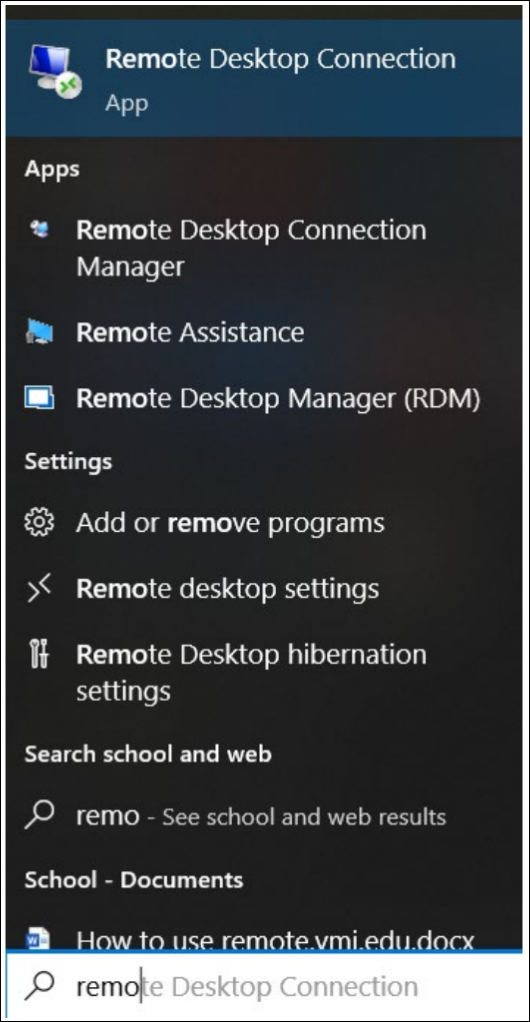 Remote Desktop Connection
App
Apps
Remote Desktop Connection
Manager
Remote Assistance
Remote Desktop Manager (RDM)
Settings
Add or remove programs
Remote desktop settings
Remote Desktop hibernation
settings
Search school and web
remo - See school and web results
School - Documents
How to use remote.vmi.edu.docx
remote Desktop Connection